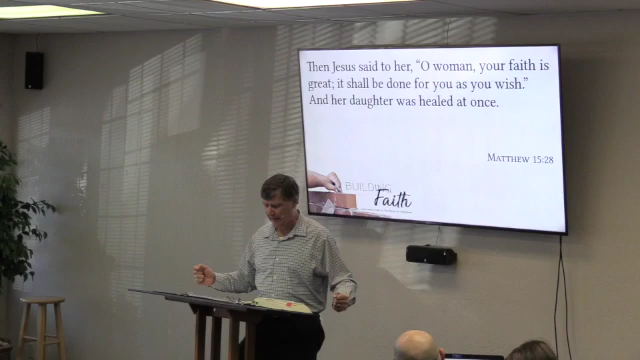 Then Jesus said to her, “O woman, your faith is
great; it shall be done for you as you wish.”
And her daughter was healed at once.
Matthew 15:28
BUILDING
Faith